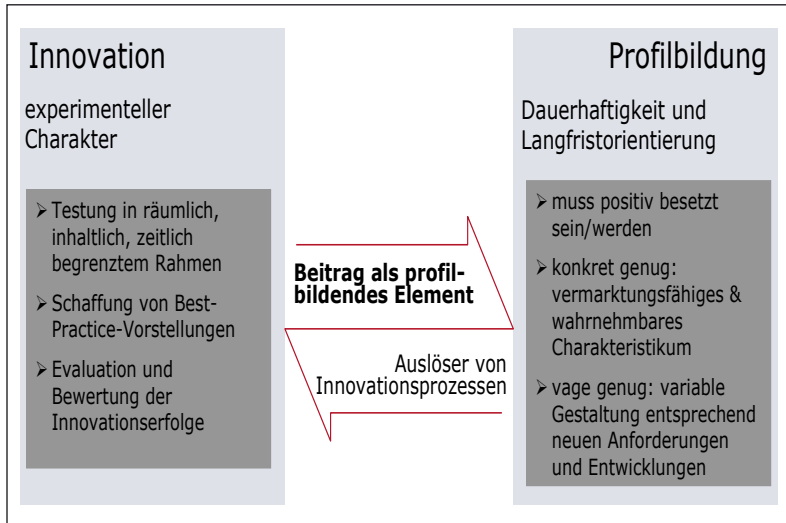 Innovation
experimenteller
Charakter
➢ Testung in räumlich,
inhaltlich, zeitlich
begrenztem Rahmen
➢ Schaffung von Best-
Practice-Vorstellungen
➢ Evaluation und
Bewertung der
Innovationserfolge
Beitrag als profil-
bildendes Element
Auslöser von
Innovationsprozessen
Profilbildung
Dauerhaftigkeit und
Langfristorientierung
➢ muss positiv besetzt
sein/werden
➢ konkret genug:
vermarktungsfähiges &
wahrnehmbares
Charakteristikum
➢ vage genug: variable
Gestaltung entsprechend
neuen Anforderungen
und Entwicklungen